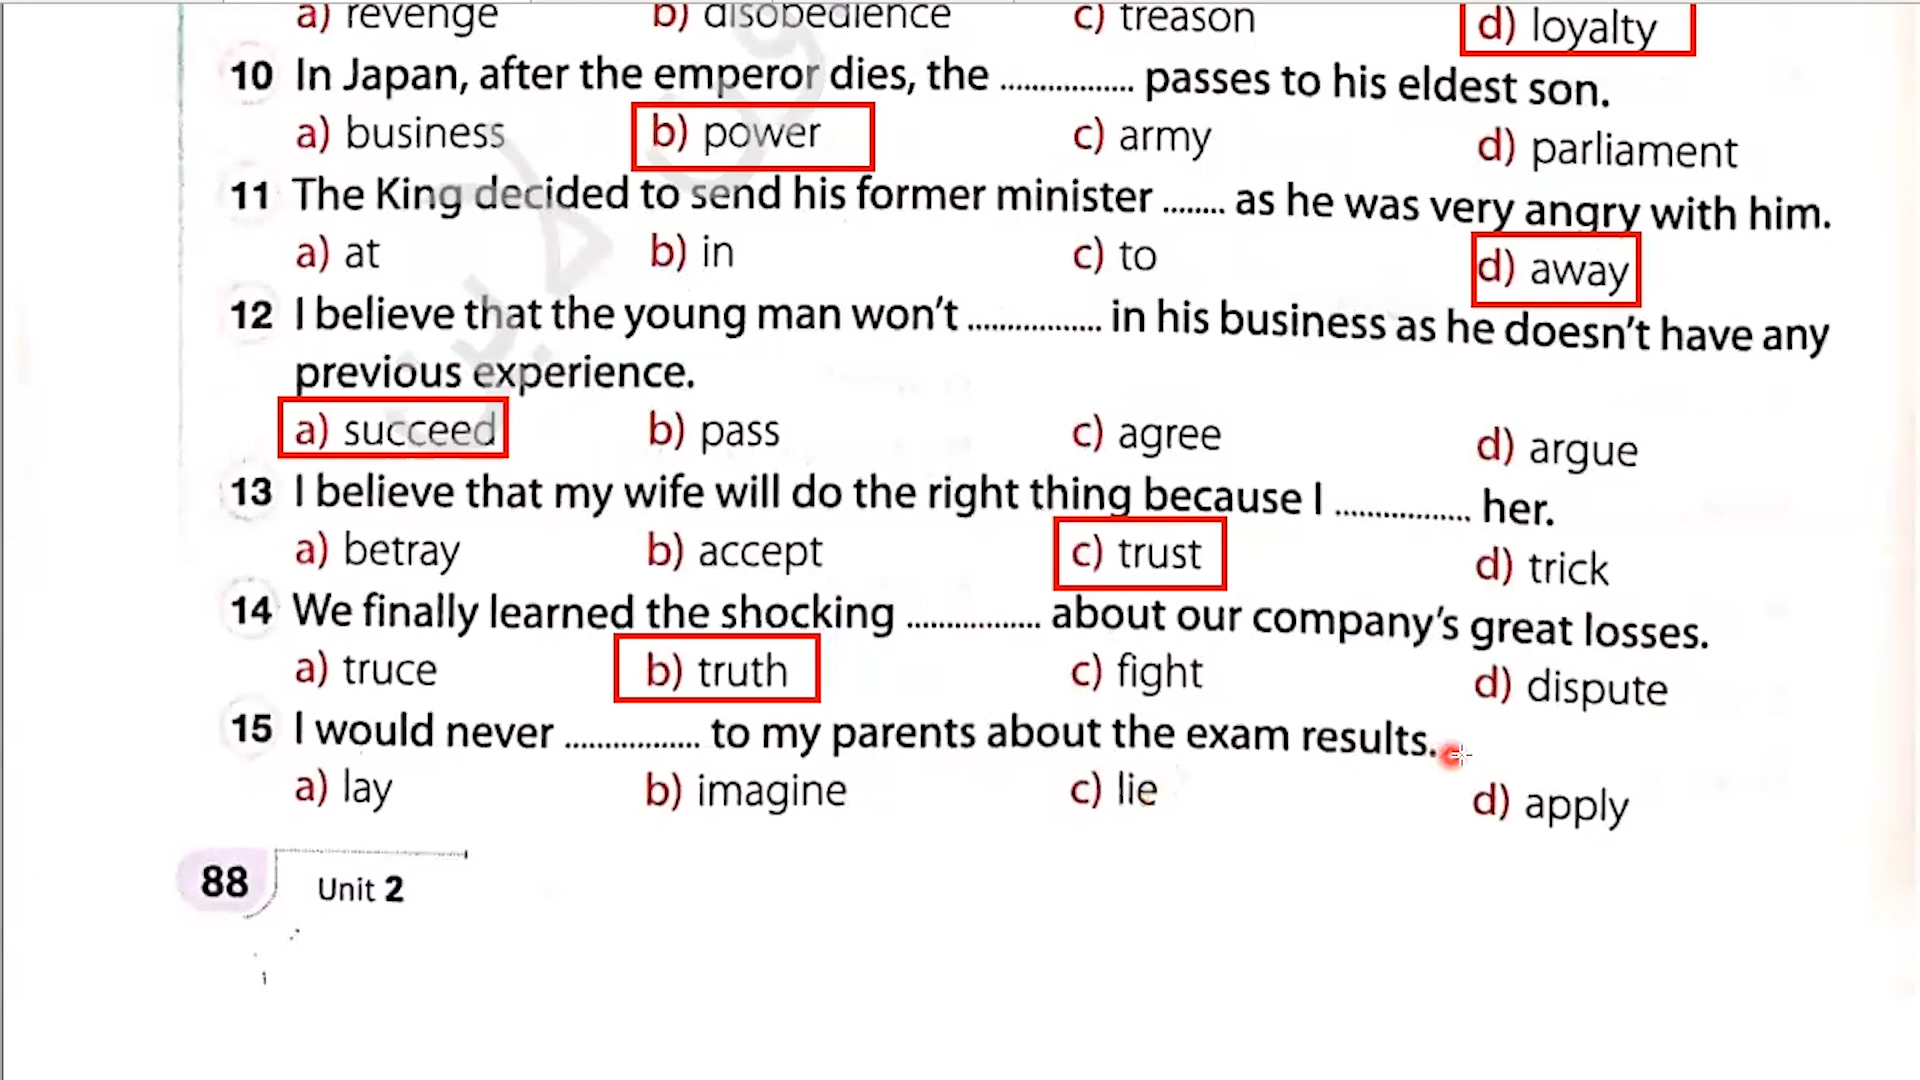 a) revenge b) disobedience c) treason d) loyalty
10 In Japan, after the emperor dies, the ................. passes to his eldest son.
a) business b) power c) army d) parliament
11 The King decided to send his former minister ........ as he was very angry with him.
a) at b) in c) to d) away
12 I believe that the young man won't ................. in his business as he doesn't have any
previous experience.
a) succeed b) pass c) agree d) argue
13 I believe that my wife will do the right thing because I ................. her.
a) betray b) accept c) trust d) trick
14 We finally learned the shocking ................. about our company's great losses.
a) truce b) truth c) fight d) dispute
15 I would never ................. to my parents about the exam results.
a) lay b) imagine c) lie d) apply
88 Unit 2